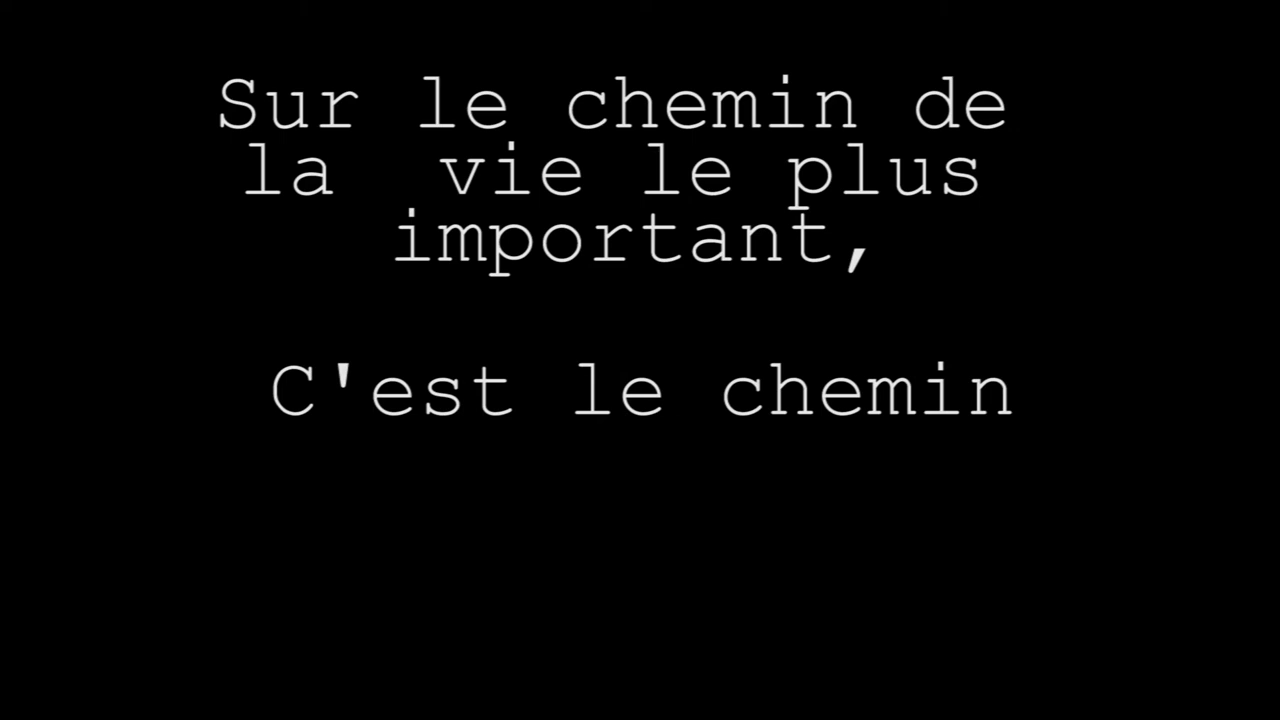 Sur le chemin de
la  vie le plus
important,
C'est le chemin